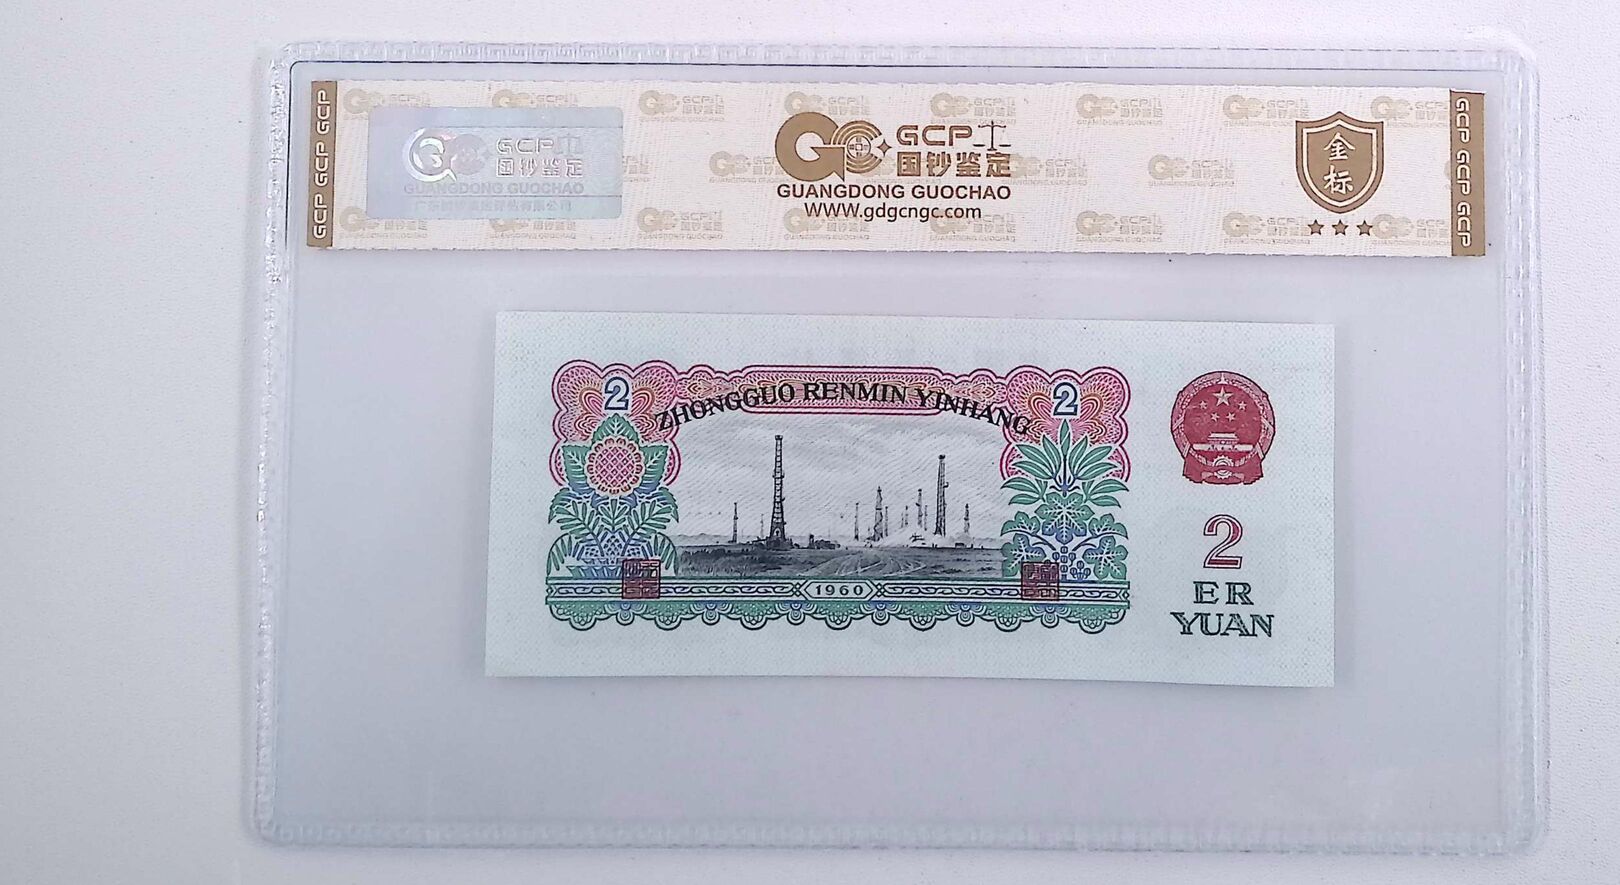 GCP GCP GCP
GCP
国钞鉴定
GUANGDONG GUOCHAO
GCP
国钞鉴定
GUANGDONG GUOCHAO
WWW.gdgcngc.com
金标
GCP GCP GCP
2
ZHONGGUO RENMIN YINHANG
2
1960
2
ER
YUAN